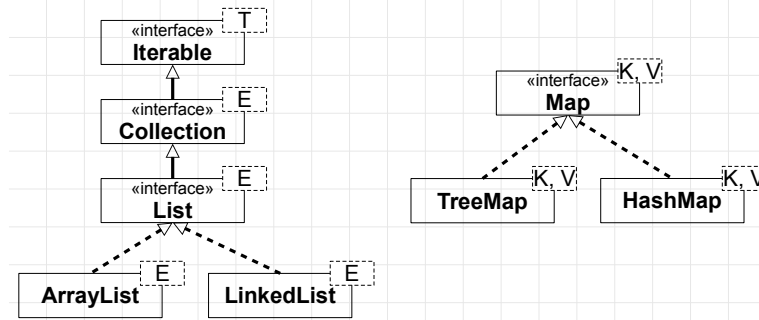 «interface»
T
Iterable
«interface»
E
Collection
«interface»
E
List
E
ArrayList
E
LinkedList
«interface»
K, V
Map
K, V
TreeMap
K, V
HashMap